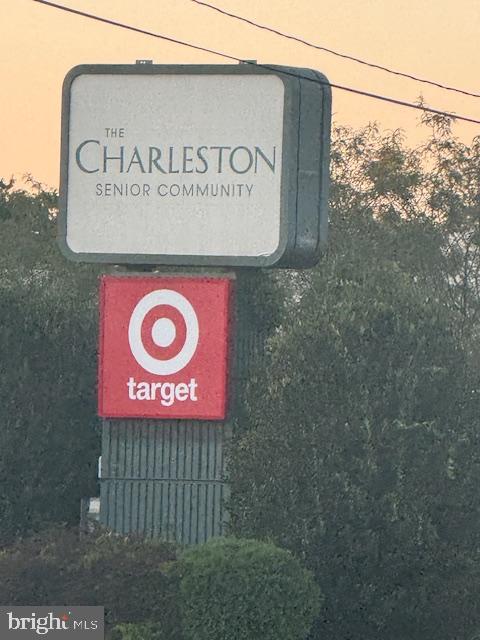 THE
CHARLESTON
SENIOR COMMUNITY
target
bright MLS